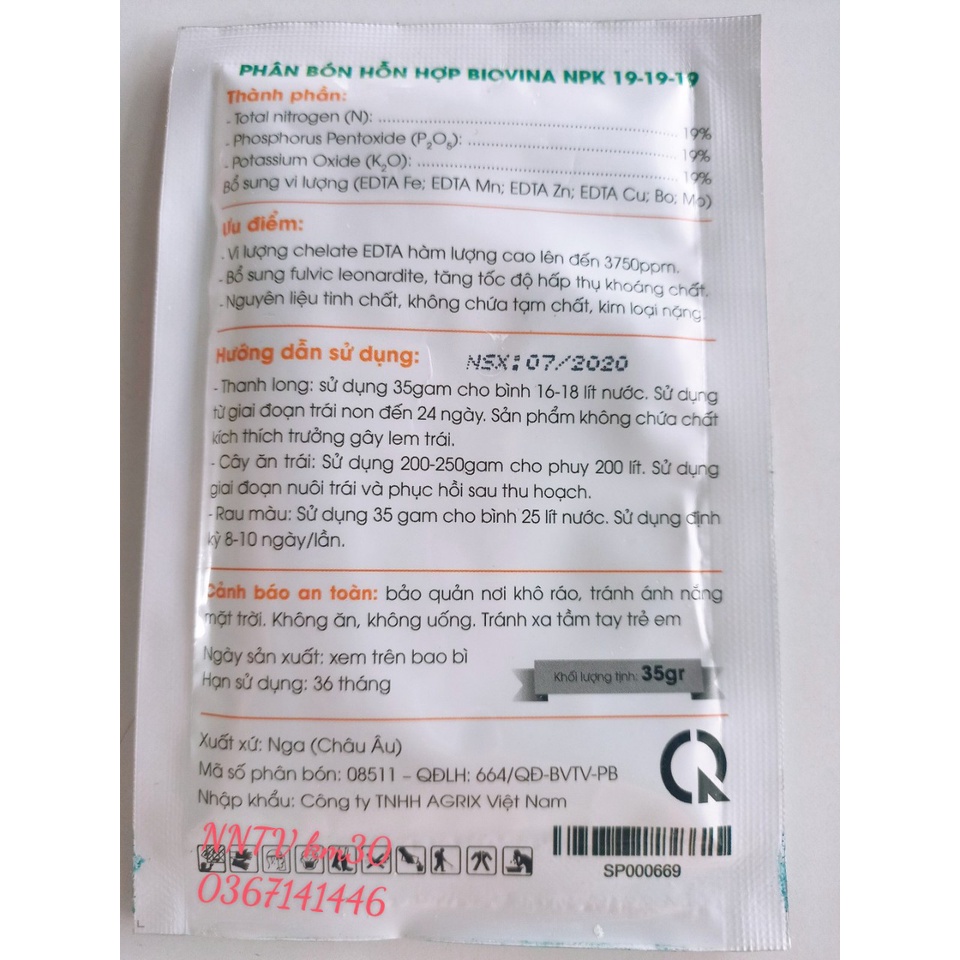 PHÂN BÓN HỖN HỢP BIOVINA NPK 19-19-19
Thành phần:
- Total nitrogen (N): ........ 19%
- Phosphorus Pentoxide (P₂O₅): ........ 19%
- Potassium Oxide (K₂O): ........ 19%
Bổ sung vi lượng (EDTA Fe; EDTA Mn; EDTA Zn; EDTA Cu; Bo; Mo)
Ưu điểm:
- Vi lượng chelate EDTA hàm lượng cao lên đến 3750ppm.
- Bổ sung fulvic leonardite, tăng tốc độ hấp thụ khoáng chất.
- Nguyên liệu tinh chất, không chứa tạm chất, kim loại nặng.
Hướng dẫn sử dụng: NSX: 07/2020
- Thanh long: sử dụng 35gam cho bình 16-18 lít nước. Sử dụng
từ giai đoạn trái non đến 24 ngày. Sản phẩm không chứa chất
kích thích trưởng gây lem trái.
- Cây ăn trái: Sử dụng 200-250gam cho phuy 200 lít. Sử dụng
giai đoạn nuôi trái và phục hồi sau thu hoạch.
- Rau màu: Sử dụng 35 gam cho bình 25 lít nước. Sử dụng định
kỳ 8-10 ngày/lần.
Cảnh báo an toàn: bảo quản nơi khô ráo, tránh ánh nắng
mặt trời. Không ăn, không uống. Tránh xa tầm tay trẻ em
Ngày sản xuất: xem trên bao bì
Hạn sử dụng: 36 tháng
Khối lượng tịnh: 35gr
Xuất xứ: Nga (Châu Âu)
Mã số phân bón: 08511 – QĐLH: 664/QĐ-BVTV-PB
Nhập khẩu: Công ty TNHH AGRIX Việt Nam
NNTV km30
0367141446
SP000669